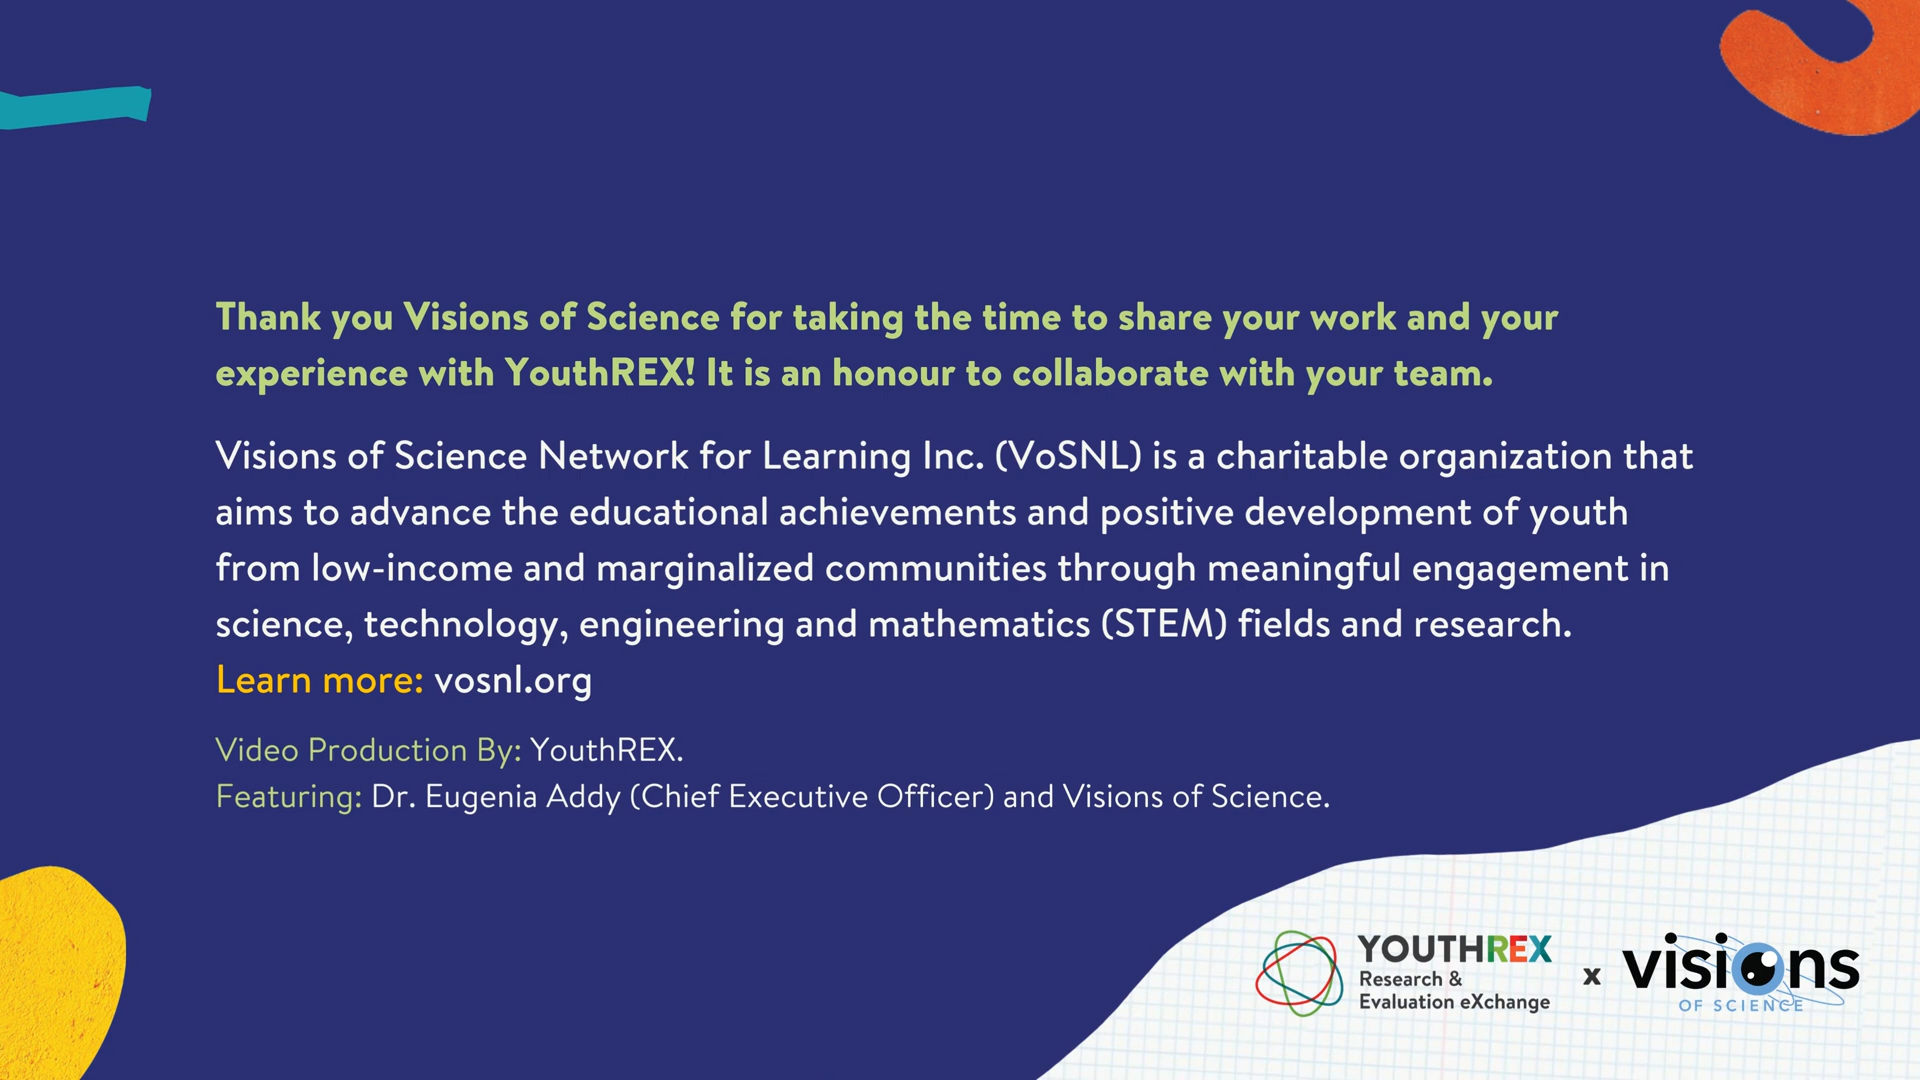 Thank you Visions of Science for taking the time to share your work and your
experience with YouthREX! It is an honour to collaborate with your team.
Visions of Science Network for Learning Inc. (VoSNL) is a charitable organization that
aims to advance the educational achievements and positive development of youth
from low-income and marginalized communities through meaningful engagement in
science, technology, engineering and mathematics (STEM) fields and research.
Learn more: vosnl.org
Video Production By: YouthREX.
Featuring: Dr. Eugenia Addy (Chief Executive Officer) and Visions of Science.
YOUTHREX
Research &
Evaluation eXchange
x
visions
OF SCIENCE